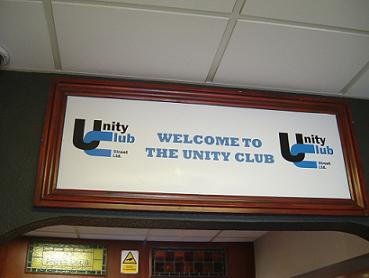 Unity
Club
Street
Ltd.
WELCOME TO
THE UNITY CLUB
Unity
Club
Street
Ltd.